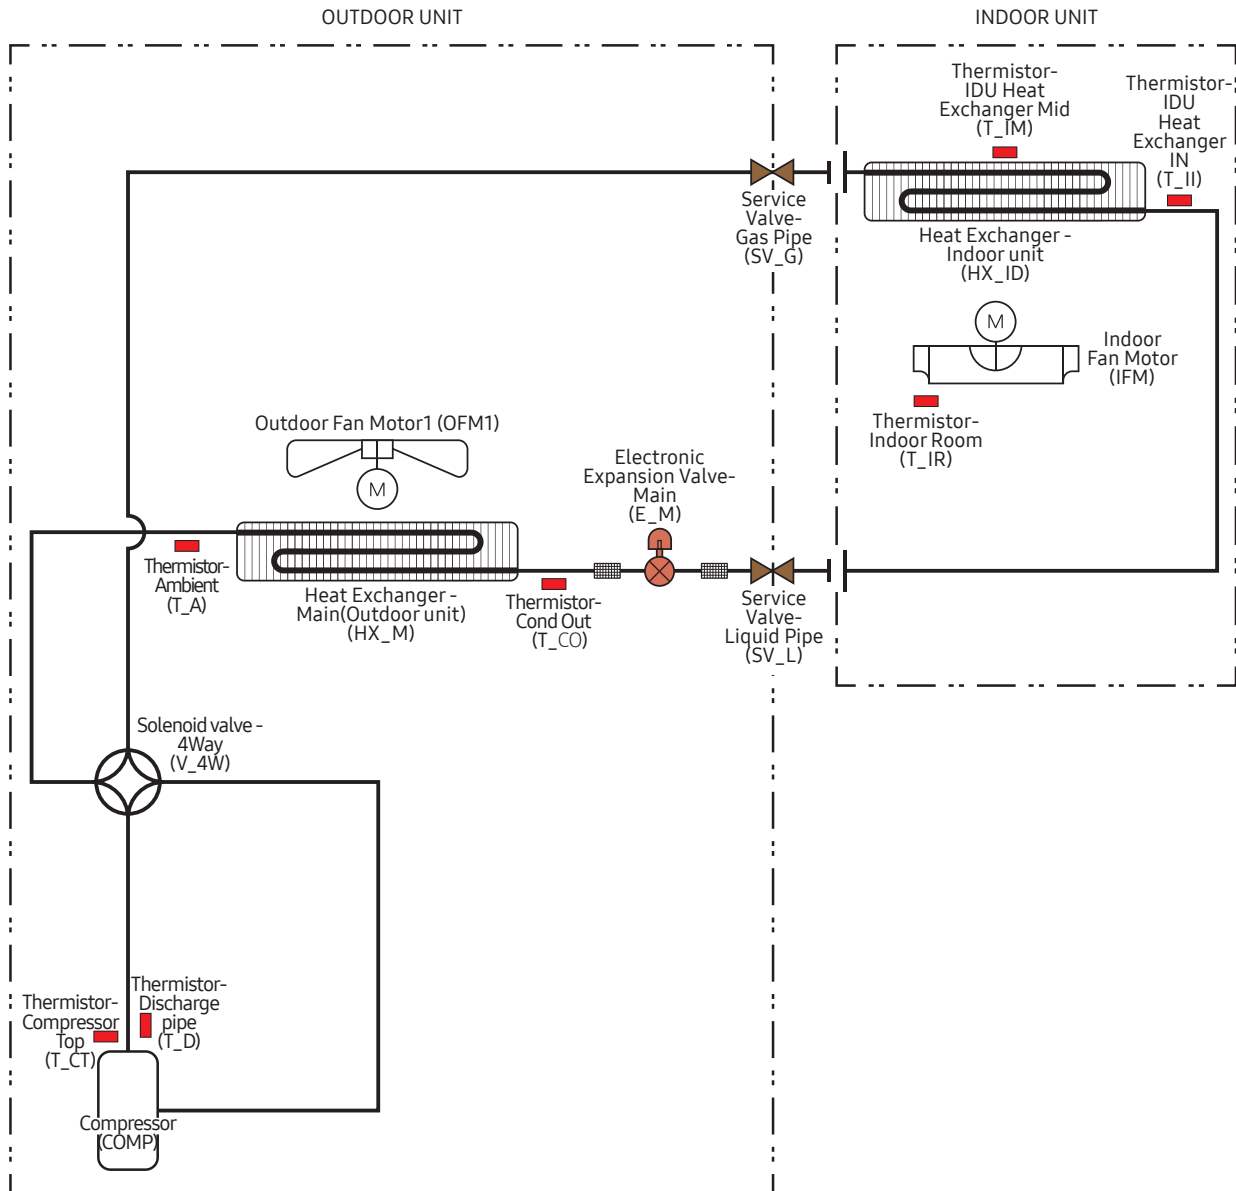 OUTDOOR UNIT
INDOOR UNIT
Thermistor-
IDU Heat
Exchanger Mid
(T_IM)
Thermistor-
IDU
Heat
Exchanger
IN
(T_II)
Service
Valve-
Gas Pipe
(SV_G)
Heat Exchanger -
Indoor unit
(HX_ID)
M
Indoor
Fan Motor
(IFM)
Thermistor-
Indoor Room
(T_IR)
Outdoor Fan Motor1 (OFM1)
M
Electronic
Expansion Valve-
Main
(E_M)
Thermistor-
Ambient
(T_A)
Heat Exchanger -
Main(Outdoor unit)
(HX_M)
Thermistor-
Cond Out
(T_CO)
Service
Valve-
Liquid Pipe
(SV_L)
Solenoid valve -
4Way
(V_4W)
Thermistor-
Compressor
Top
(T_CT)
Thermistor-
Discharge
pipe
(T_D)
Compressor
(COMP)